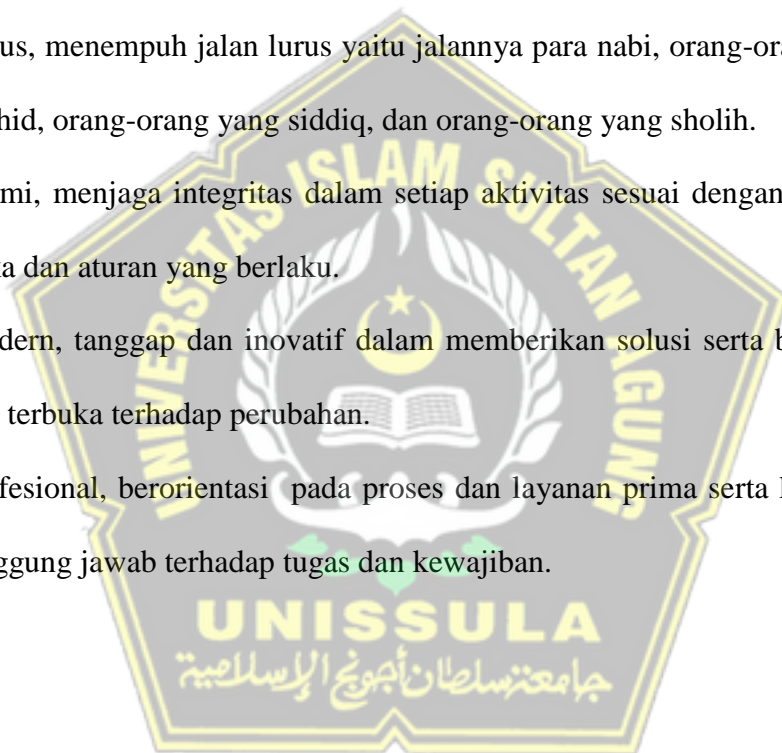 us, menempuh jalan lurus yaitu jalannya para nabi, orang-ora
hid, orang-orang yang siddiq, dan orang-orang yang sholih.
mi, menjaga integritas dalam setiap aktivitas sesuai dengan
a dan aturan yang berlaku.
dern, tanggap dan inovatif dalam memberikan solusi serta b
terbuka terhadap perubahan.
fesional, berorientasi pada proses dan layanan prima serta
ggung jawab terhadap tugas dan kewajiban.
UNIVERSITAS ISLAM SULTAN AGUNG
UNISSULA
جامعة سلطان أجونج الإسلامية